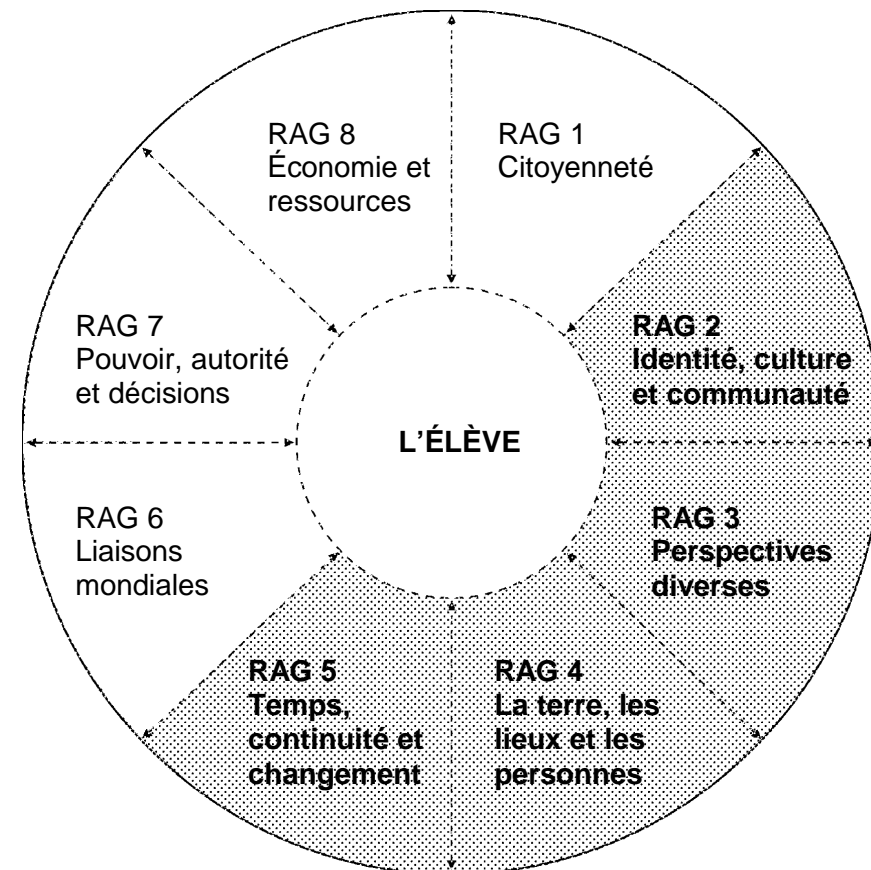 RAG 8
Économie et
ressources
RAG 1
Citoyenneté
RAG 2
Identité, culture
et communauté
RAG 3
Perspectives
diverses
RAG 4
La terre, les
lieux et les
personnes
RAG 5
Temps,
continuité et
changement
RAG 6
Liaisons
mondiales
RAG 7
Pouvoir, autorité
et décisions
L'ÉLÈVE